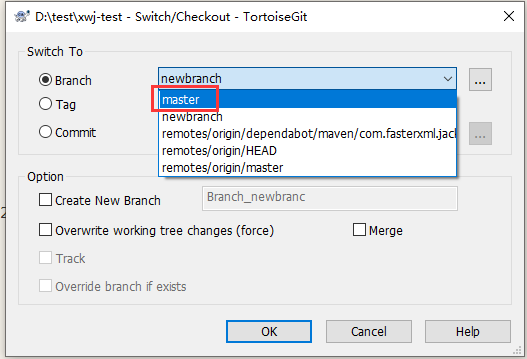 D:\test\xwj-test - Switch/Checkout - TortoiseGit
Switch To
Branch
newbranch
...
master
Tag
newbranch
remotes/origin/dependabot/maven/com.fasterxml.jac
Commit
...
remotes/origin/HEAD
remotes/origin/master
Option
Create New Branch
Branch_newbranc
2
Overwrite working tree changes (force)
Merge
Track
Override branch if exists
OK
Cancel
Help